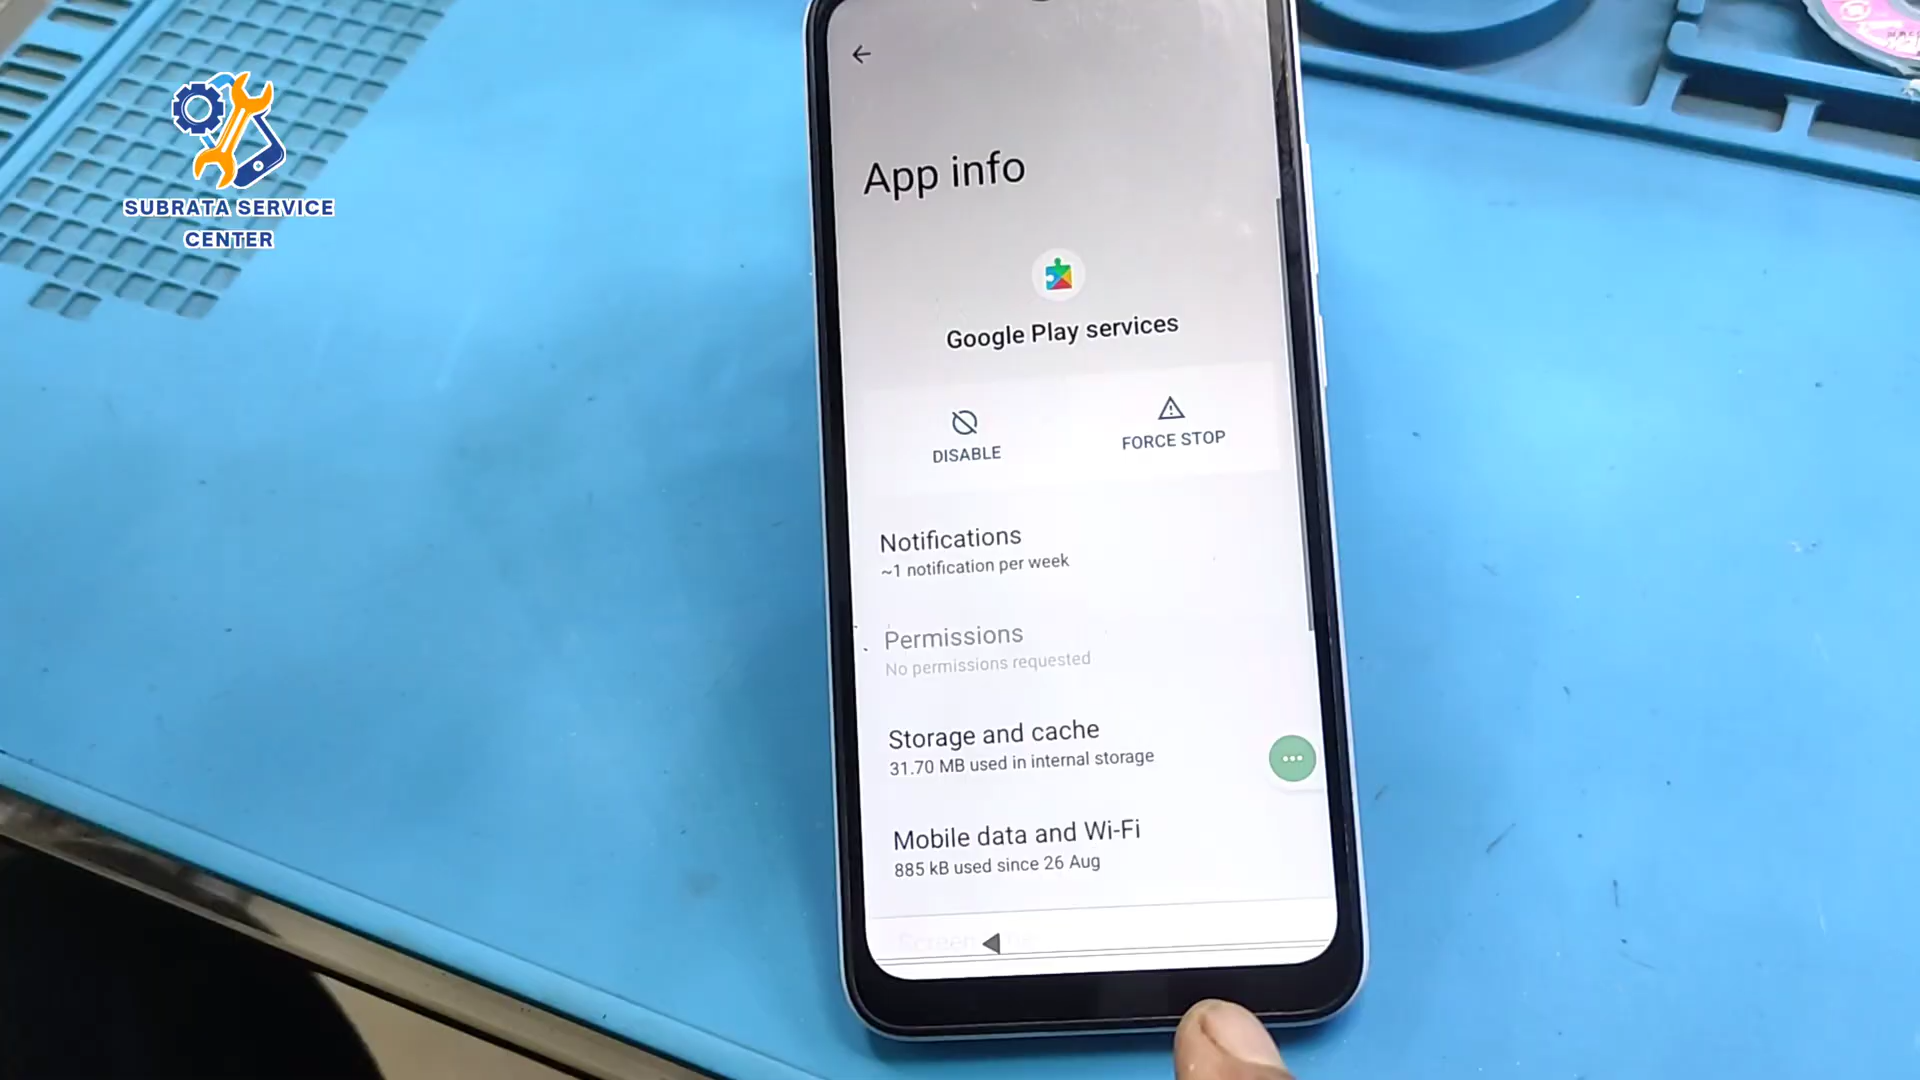 SUBRATA SERVICE
CENTER
App info
Google Play services
DISABLE
FORCE STOP
Notifications
~1 notification per week
Permissions
No permissions requested
Storage and cache
31.70 MB used in internal storage
Mobile data and Wi-Fi
885 kB used since 26 Aug